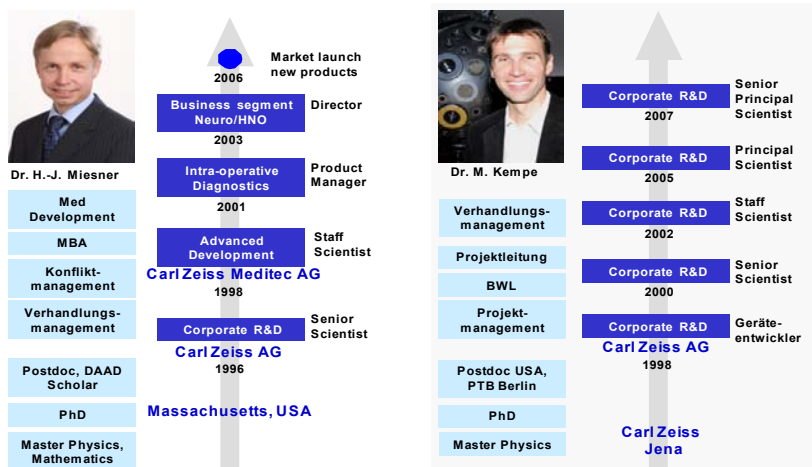 Market launch
new products
2006
Business segment
Neuro/HNO
Director
2003
Dr. H.-J. Miesner
Intra-operative
Diagnostics
Product
Manager
2001
Med
Development
MBA
Advanced
Development
Staff
Scientist
Konflikt-
management
Carl Zeiss Meditec AG
1998
Verhandlungs-
management
Corporate R&D
Senior
Scientist
Carl Zeiss AG
1996
Postdoc, DAAD
Scholar
PhD
Massachusetts, USA
Master Physics,
Mathematics
Corporate R&D
Senior
Principal
Scientist
2007
Dr. M. Kempe
Corporate R&D
Principal
Scientist
2005
Verhandlungs-
management
Corporate R&D
Staff
Scientist
2002
Projektleitung
Corporate R&D
Senior
Scientist
BWL
2000
Projekt-
management
Corporate R&D
Geräte-
entwickler
Carl Zeiss AG
1998
Postdoc USA,
PTB Berlin
PhD
Master Physics
Carl Zeiss
Jena